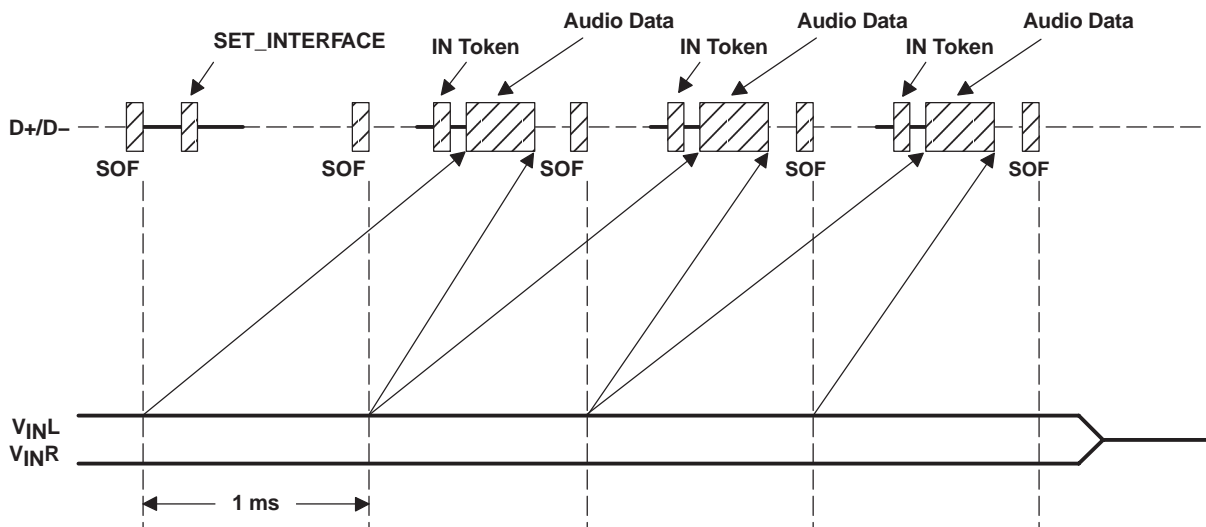 Audio Data Audio Data Audio Data
SET_INTERFACE IN Token IN Token IN Token
D+/D–
SOF SOF SOF SOF SOF
VINL
VINR
1 ms